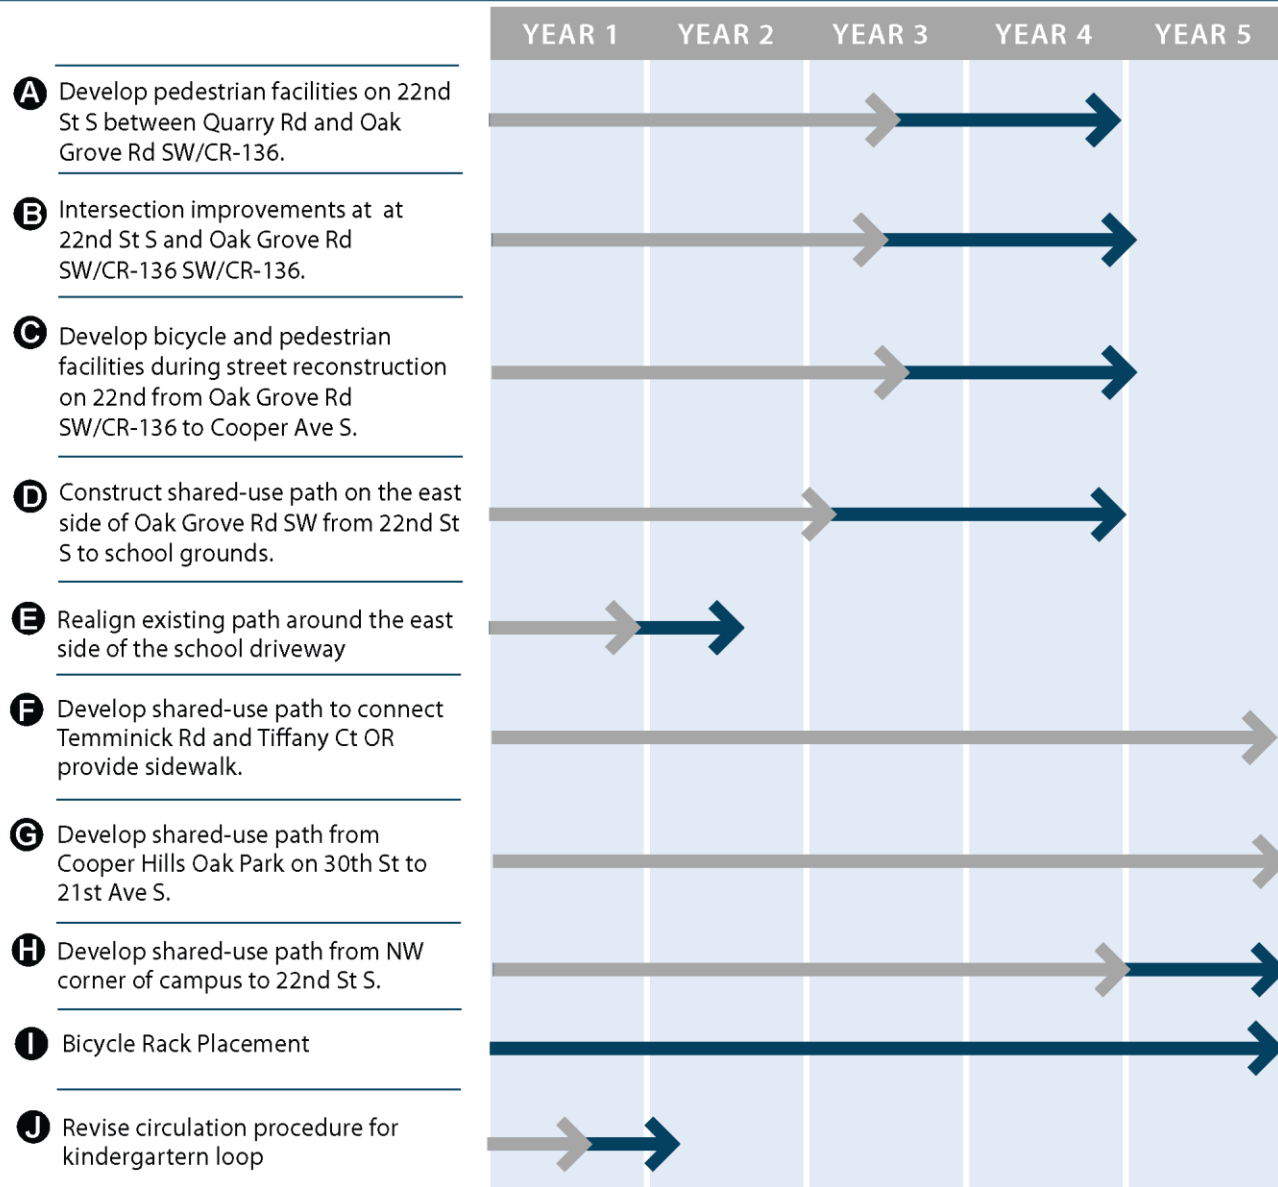 YEAR 1 YEAR 2 YEAR 3 YEAR 4 YEAR 5
A Develop pedestrian facilities on 22nd
St S between Quarry Rd and Oak
Grove Rd SW/CR-136.
B Intersection improvements at at
22nd St S and Oak Grove Rd
SW/CR-136 SW/CR-136.
C Develop bicycle and pedestrian
facilities during street reconstruction
on 22nd from Oak Grove Rd
SW/CR-136 to Cooper Ave S.
D Construct shared-use path on the east
side of Oak Grove Rd SW from 22nd St
S to school grounds.
E Realign existing path around the east
side of the school driveway
F Develop shared-use path to connect
Temminick Rd and Tiffany Ct OR
provide sidewalk.
G Develop shared-use path from
Cooper Hills Oak Park on 30th St to
21st Ave S.
H Develop shared-use path from NW
corner of campus to 22nd St S.
I Bicycle Rack Placement
J Revise circulation procedure for
kindergartern loop